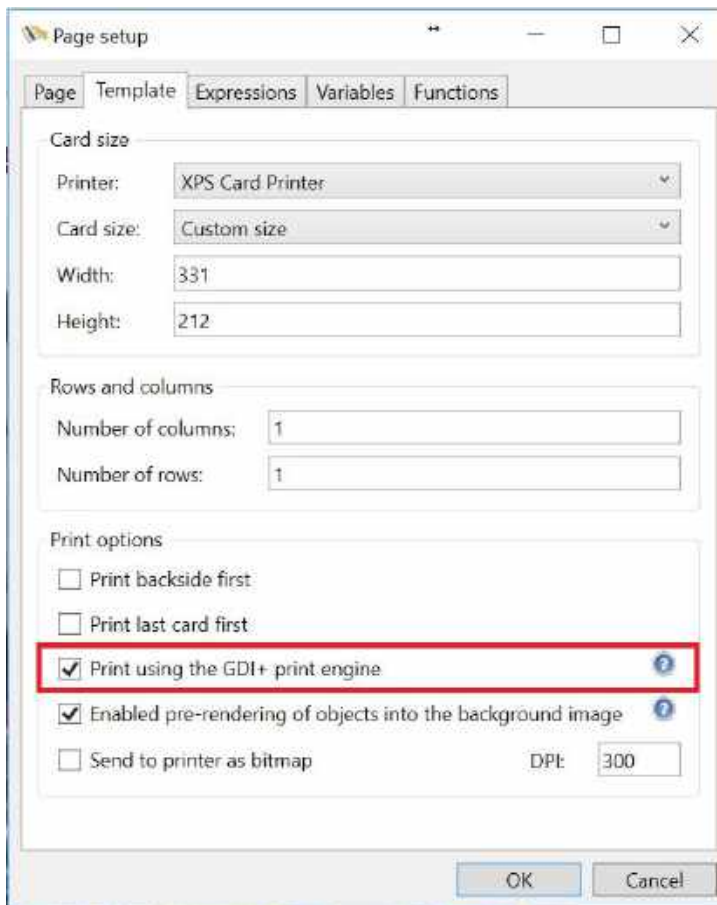 Page setup
Page Template Expressions Variables Functions
Card size
Printer: XPS Card Printer
Card size: Custom size
Width: 331
Height: 212
Rows and columns
Number of columns: 1
Number of rows: 1
Print options
Print backside first
Print last card first
Print using the GDI+ print engine ?
Enabled pre-rendering of objects into the background image ?
Send to printer as bitmap DPI: 300
OK Cancel